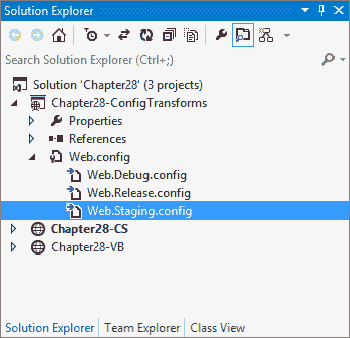 Solution Explorer
Search Solution Explorer (Ctrl+;)
Solution 'Chapter28' (3 projects)
Chapter28-ConfigTransforms
Properties
References
Web.config
Web.Debug.config
Web.Release.config
Web.Staging.config
Chapter28-CS
Chapter28-VB
Solution Explorer Team Explorer Class View